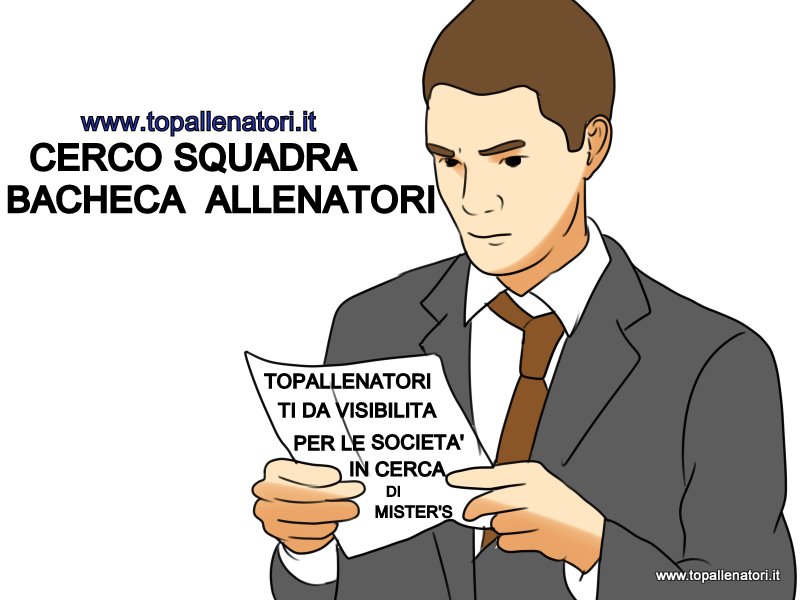 www.topallenatori.it
CERCO SQUADRA
BACHECA ALLENATORI
TOPALLENATORI
TI DA VISIBILITA
PER LE SOCIETA'
IN CERCA
DI
MISTER'S
www.topallenatori.it